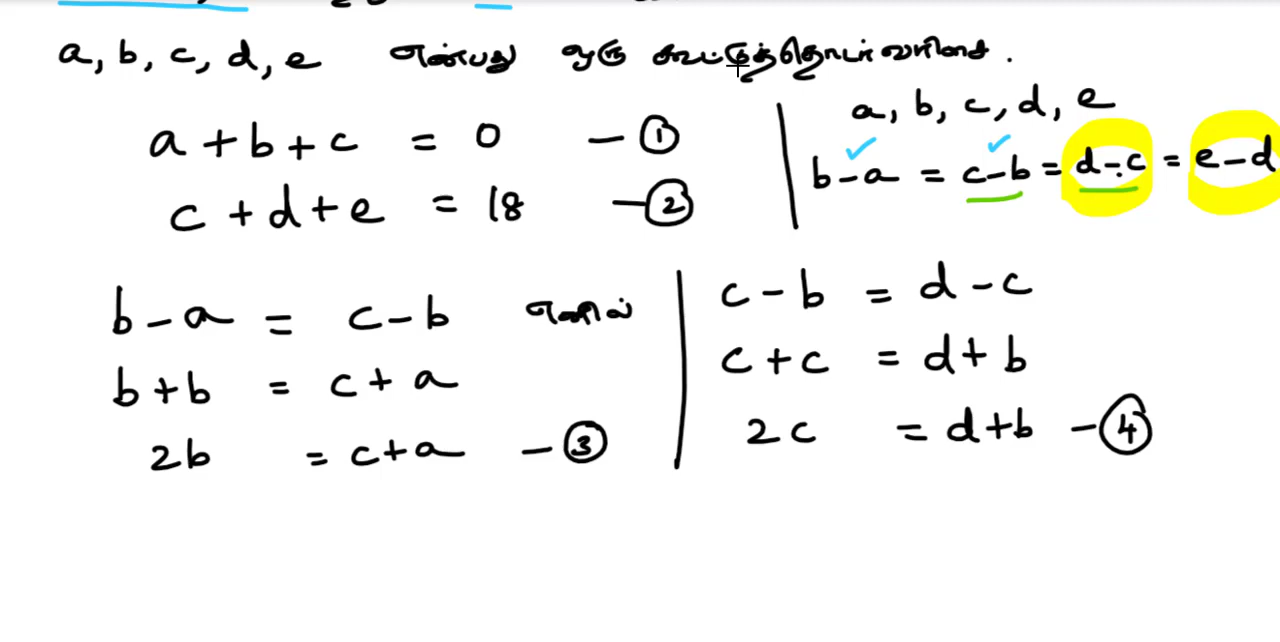 a, b, c, d, e என்பது ஒரு கூட்டுத்தொடர் வரிசை .
a + b + c = 0 - ①
c + d + e = 18 - ②
a, b, c, d, e
b - a = c - b = d - c = e - d
b - a = c - b எனில்
b + b = c + a
2b = c + a - ③
c - b = d - c
c + c = d + b
2c = d + b - ④